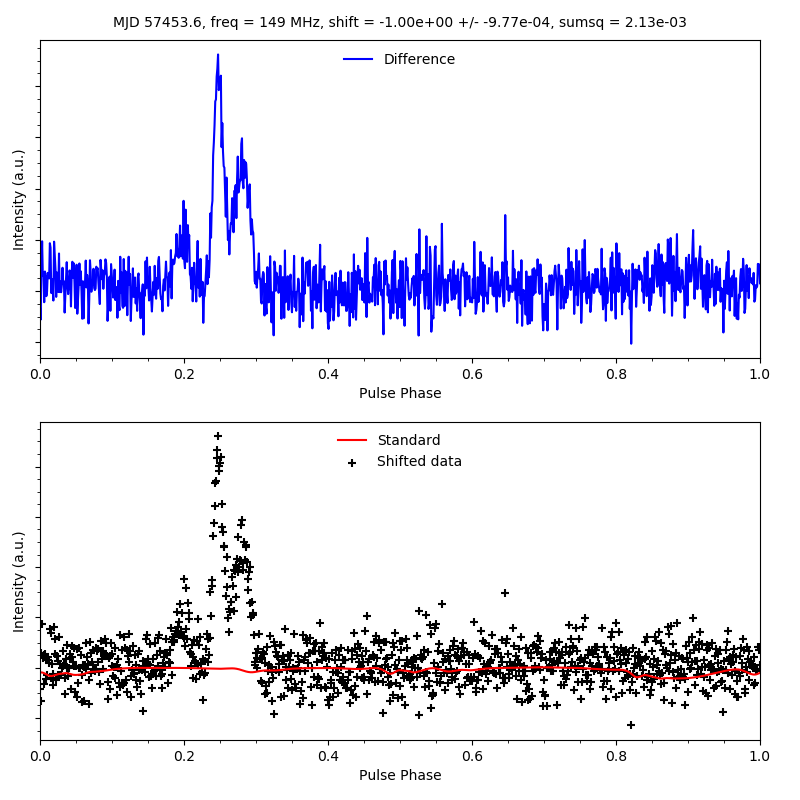 MJD 57453.6, freq = 149 MHz, shift = -1.00e+00 +/- -9.77e-04, sumsq = 2.13e-03
Difference
Intensity (a.u.)
0.0 0.2 0.4 0.6 0.8 1.0
Pulse Phase
Standard
Shifted data
Intensity (a.u.)
0.0 0.2 0.4 0.6 0.8 1.0
Pulse Phase